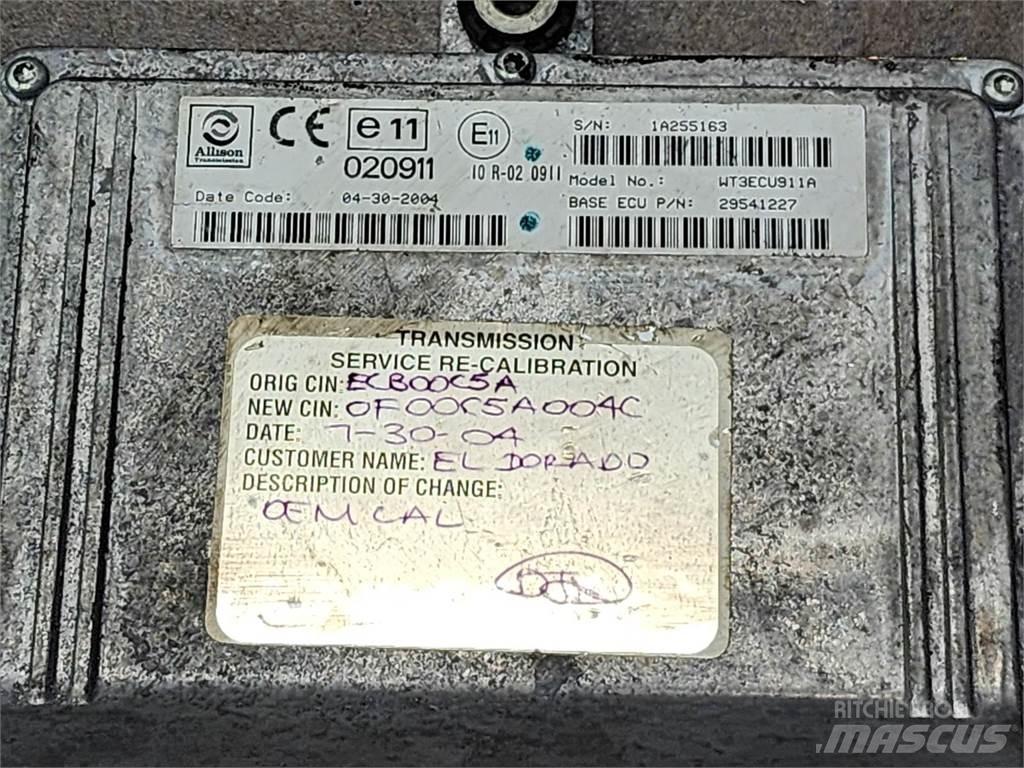 Allison
Transmission
CE
e11
020911
E11
10 R-02 0911
S/N: 1A255163
Model No.: WT3ECU911A
Date Code: 04-30-2004
BASE ECU P/N: 29541227
TRANSMISSION
SERVICE RE-CALIBRATION
ORIG CIN: ECB00C5A
NEW CIN: 0F00C5A004C
DATE: 7-30-04
CUSTOMER NAME: EL DORADO
DESCRIPTION OF CHANGE:
OEM CAL
RITCHIE BROS
MASCUS